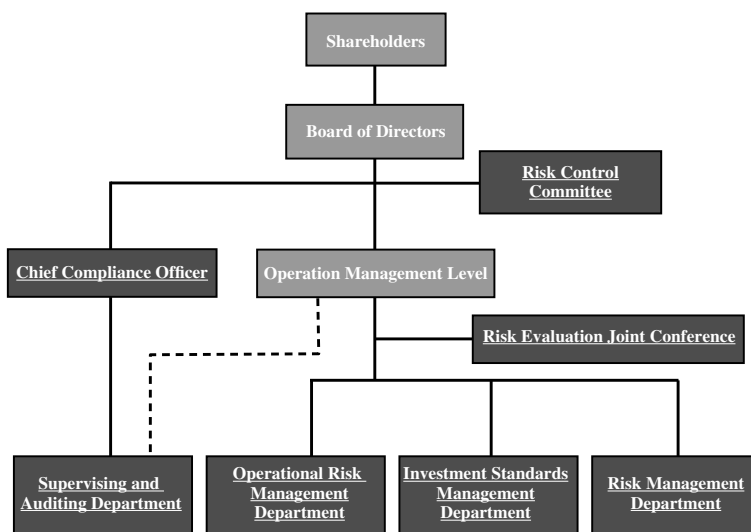 Shareholders
Board of Directors
Risk Control
Committee
Chief Compliance Officer
Operation Management Level
Risk Evaluation Joint Conference
Supervising and
Auditing Department
Operational Risk
Management
Department
Investment Standards
Management
Department
Risk Management
Department